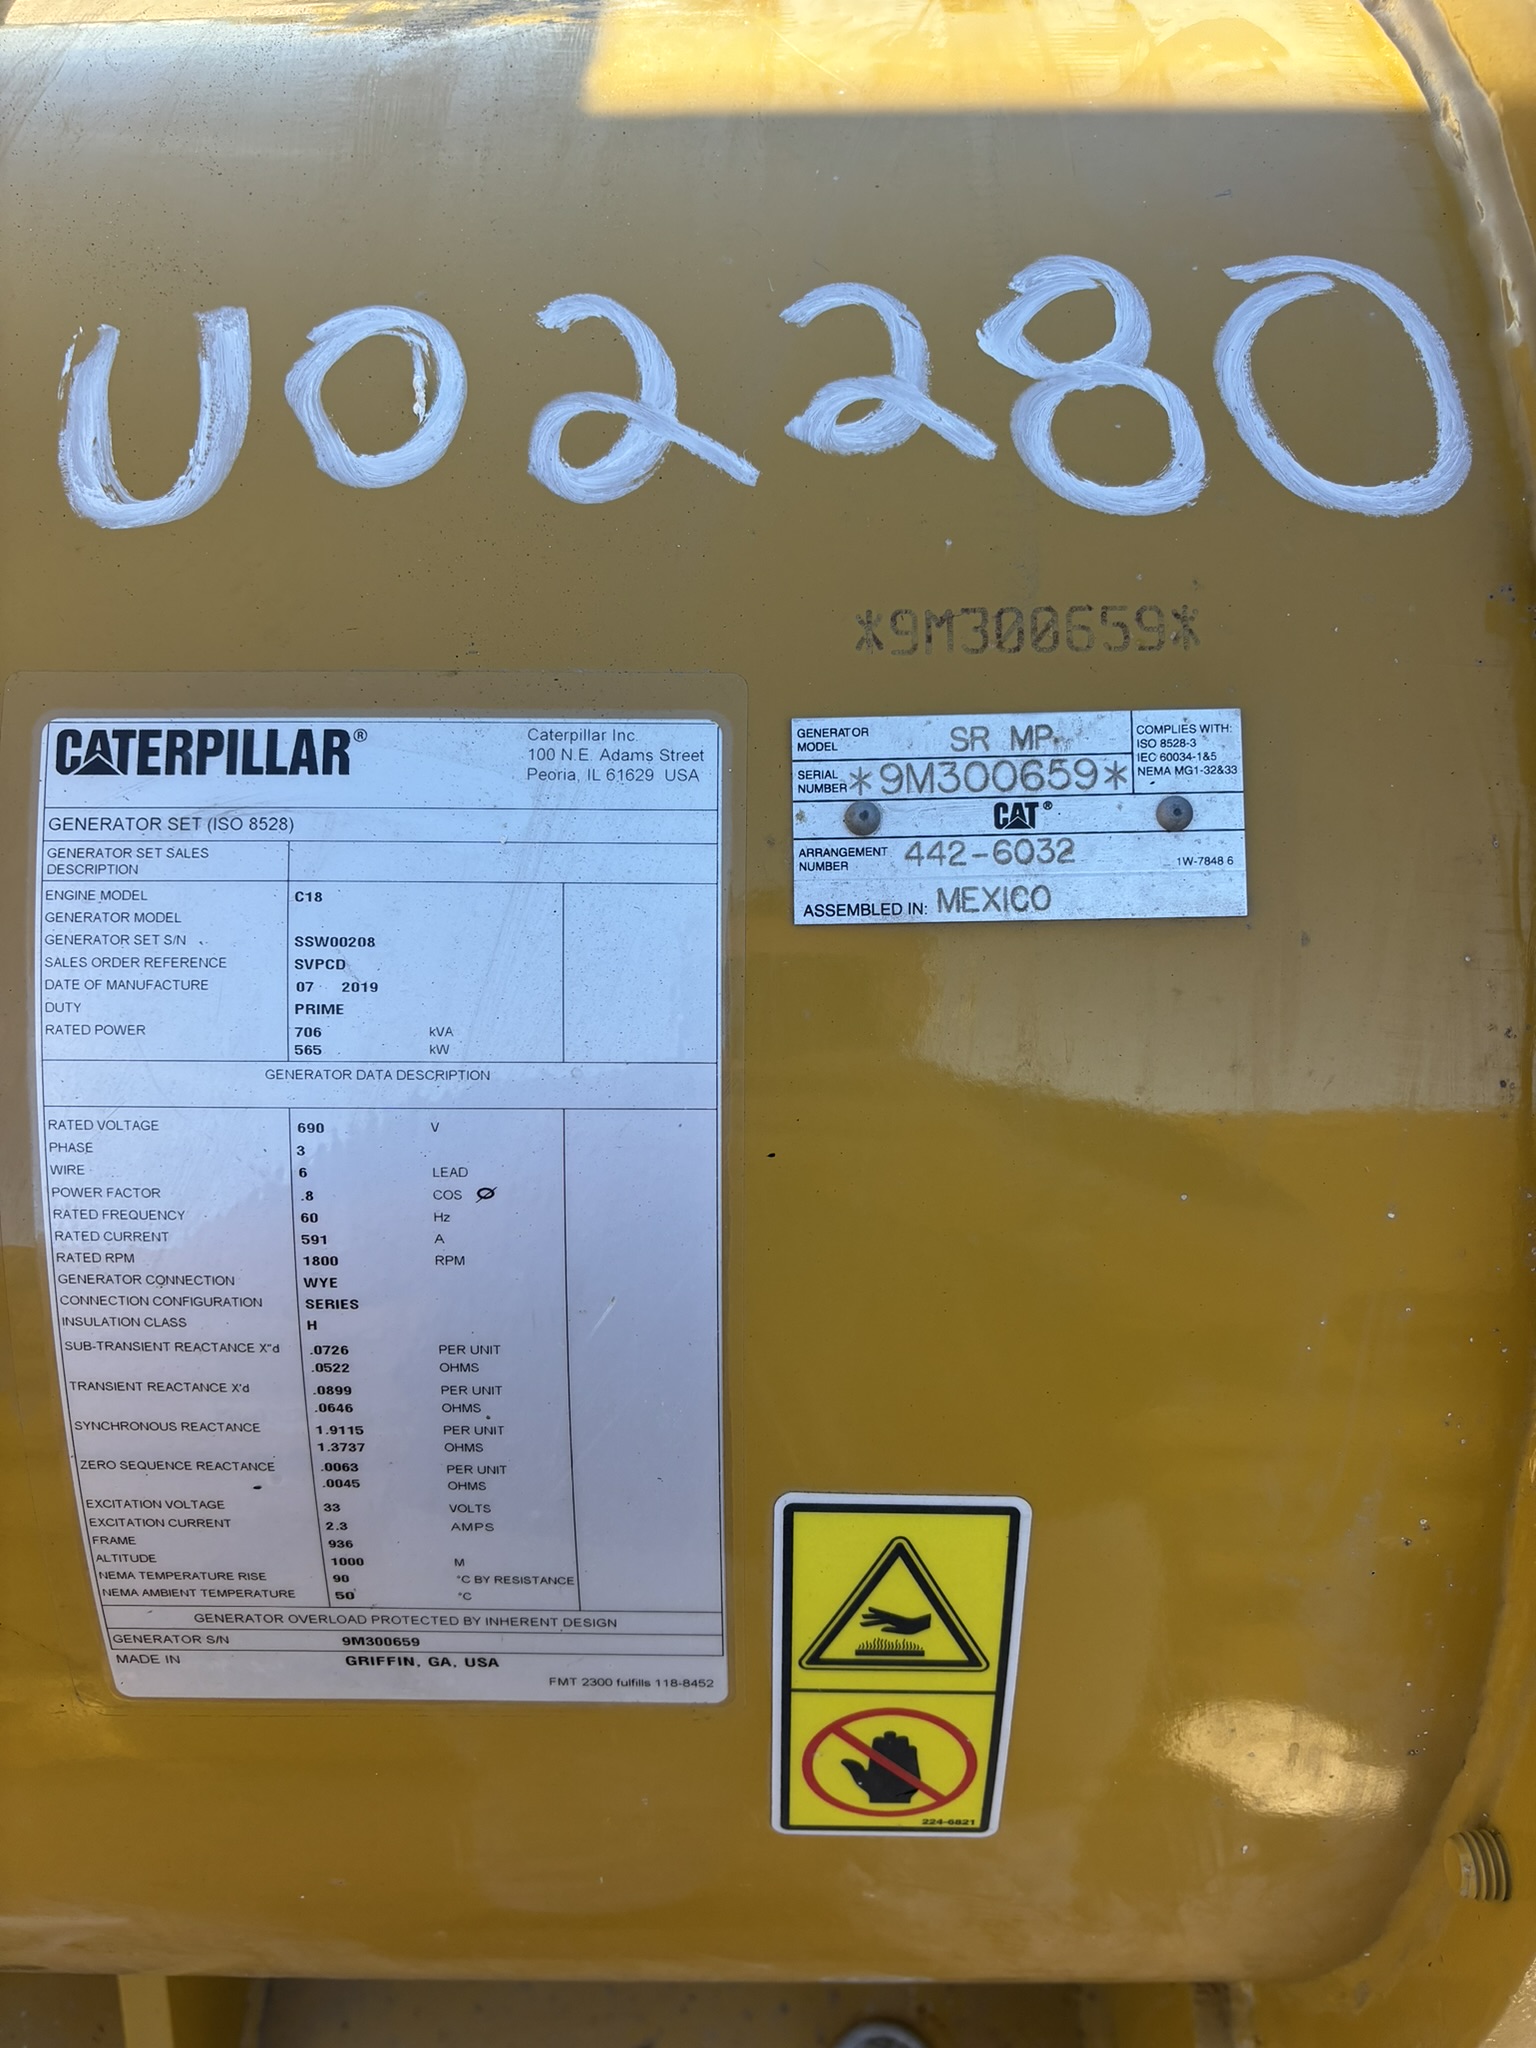 U02280
*9M300659*
CATERPILLAR®
Caterpillar Inc.
100 N.E. Adams Street
Peoria, IL 61629 USA
GENERATOR SET (ISO 8528)
GENERATOR SET SALES
DESCRIPTION
ENGINE MODEL C18
GENERATOR MODEL
GENERATOR SET S/N SSW00208
SALES ORDER REFERENCE SVPCD
DATE OF MANUFACTURE 07 2019
DUTY PRIME
RATED POWER 706 kVA
565 kW
GENERATOR DATA DESCRIPTION
RATED VOLTAGE 690 V
PHASE 3
WIRE 6 LEAD
POWER FACTOR .8 COS Ø
RATED FREQUENCY 60 Hz
RATED CURRENT 591 A
RATED RPM 1800 RPM
GENERATOR CONNECTION WYE
CONNECTION CONFIGURATION SERIES
INSULATION CLASS H
SUB-TRANSIENT REACTANCE X"d .0726 PER UNIT
.0522 OHMS
TRANSIENT REACTANCE X'd .0899 PER UNIT
.0646 OHMS
SYNCHRONOUS REACTANCE 1.9115 PER UNIT
1.3737 OHMS
ZERO SEQUENCE REACTANCE .0063 PER UNIT
.0045 OHMS
EXCITATION VOLTAGE 33 VOLTS
EXCITATION CURRENT 2.3 AMPS
FRAME 936
ALTITUDE 1000 M
NEMA TEMPERATURE RISE 90 °C BY RESISTANCE
NEMA AMBIENT TEMPERATURE 50 °C
GENERATOR OVERLOAD PROTECTED BY INHERENT DESIGN
GENERATOR S/N 9M300659
MADE IN GRIFFIN, GA, USA
FMT 2300 fulfills 118-8452
GENERATOR
MODEL SR MP
COMPLIES WITH:
ISO 8528-3
IEC 60034-1&5
NEMA MG1-32&33
SERIAL
NUMBER *9M300659*
CAT®
ARRANGEMENT
NUMBER 442-6032
1W-7848 6
ASSEMBLED IN: MEXICO
224-6821